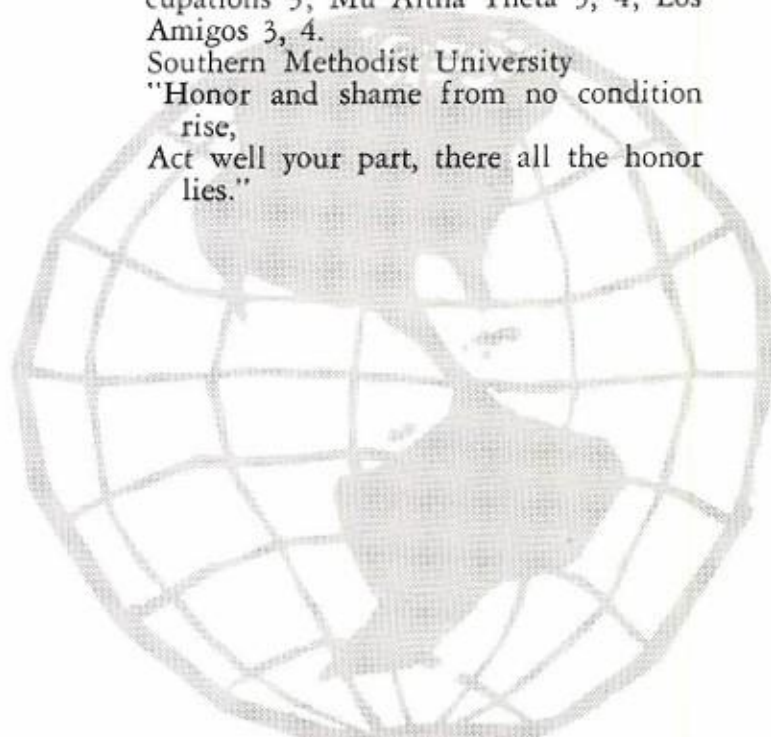 cupations 3; Mu Altha Theta 3, 4; Los
Amigos 3, 4.
Southern Methodist University
"Honor and shame from no condition
rise,
Act well your part, there all the honor
lies."